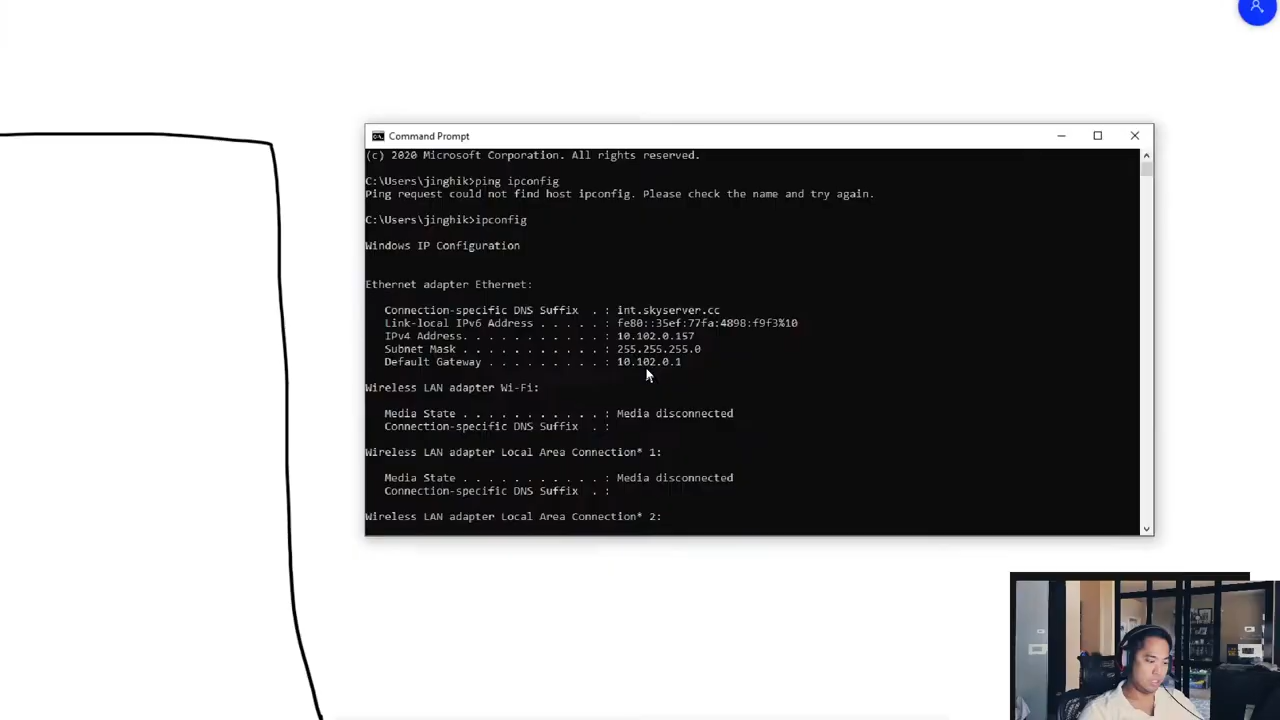 Command Prompt
(c) 2020 Microsoft Corporation. All rights reserved.
C:\Users\jinghik>ping ipconfig
Ping request could not find host ipconfig. Please check the name and try again.
C:\Users\jinghik>ipconfig
Windows IP Configuration
Ethernet adapter Ethernet:
Connection-specific DNS Suffix  . : int.skyserver.cc
Link-local IPv6 Address . . . . . : fe80::35ef:77fa:4898:f9f3%10
IPv4 Address. . . . . . . . . . . : 10.102.0.157
Subnet Mask . . . . . . . . . . . : 255.255.255.0
Default Gateway . . . . . . . . . : 10.102.0.1
Wireless LAN adapter Wi-Fi:
Media State . . . . . . . . . . . : Media disconnected
Connection-specific DNS Suffix  . :
Wireless LAN adapter Local Area Connection* 1:
Media State . . . . . . . . . . . : Media disconnected
Connection-specific DNS Suffix  . :
Wireless LAN adapter Local Area Connection* 2: